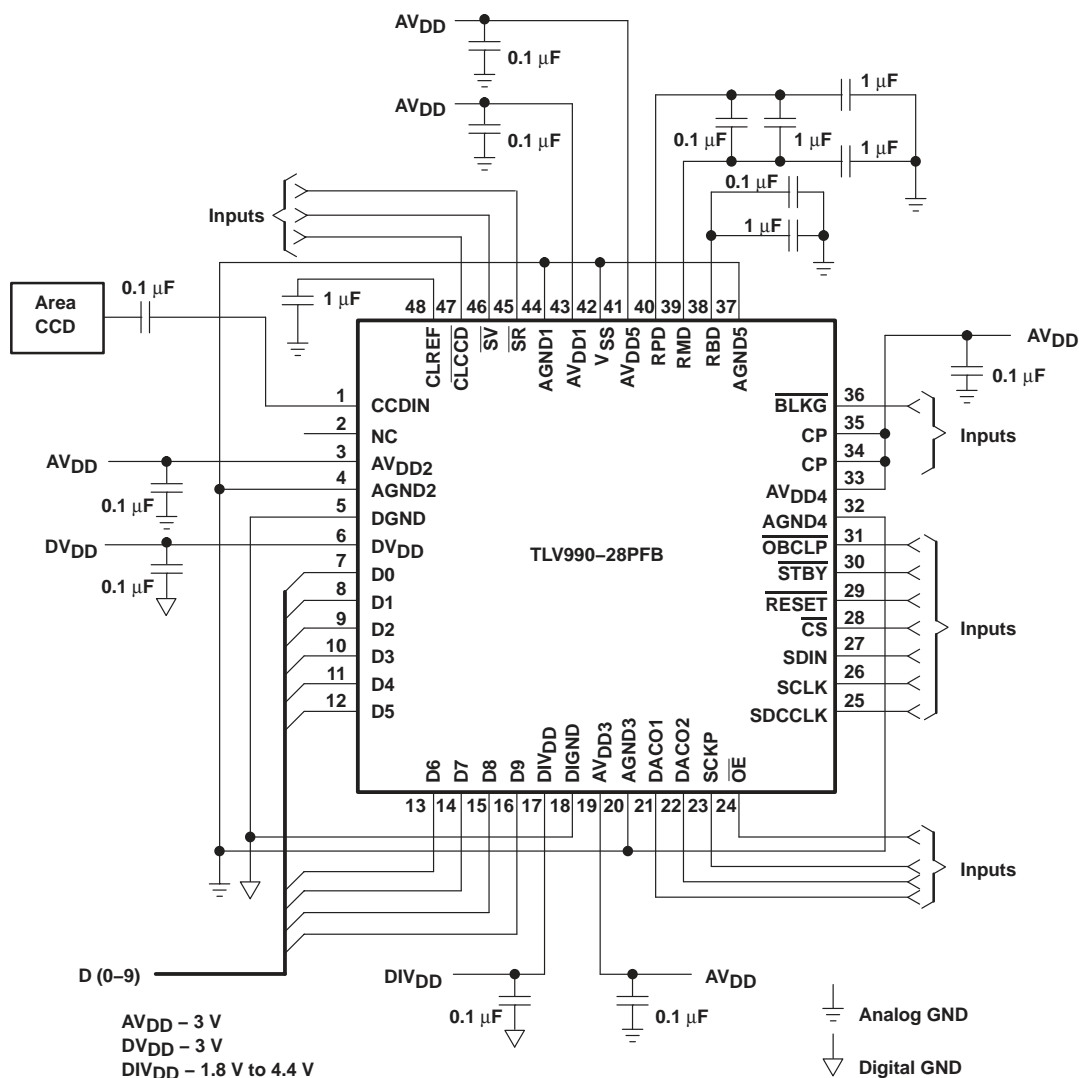 AVDD
0.1 μF
AVDD
0.1 μF
1 μF
0.1 μF
1 μF
1 μF
0.1 μF
1 μF
Inputs
Area
CCD
0.1 μF
1 μF
48 47 46 45 44 43 42 41 40 39 38 37
CLREF
CLCCD
SV
SR
AGND1
AVDD1
VSS
AVDD5
RPD
RMD
RBD
AGND5
AVDD
0.1 μF
1 CCDIN
2 NC
3 AVDD2
4 AGND2
5 DGND
6 DVDD
7 D0
8 D1
9 D2
10 D3
11 D4
12 D5
AVDD
0.1 μF
DVDD
0.1 μF
TLV990–28PFB
BLKG 36
CP 35
CP 34
AVDD4 33
AGND4 32
OBCLP 31
STBY 30
RESET 29
CS 28
SDIN 27
SCLK 26
SDCCLK 25
Inputs
Inputs
D6
D7
D8
D9
DIVDD
DIGND
AVDD3
AGND3
DACO1
DACO2
SCKP
OE
13 14 15 16 17 18 19 20 21 22 23 24
Inputs
D (0–9)
DIVDD
0.1 μF
AVDD
0.1 μF
AVDD – 3 V
DVDD – 3 V
DIVDD – 1.8 V to 4.4 V
Analog GND
Digital GND